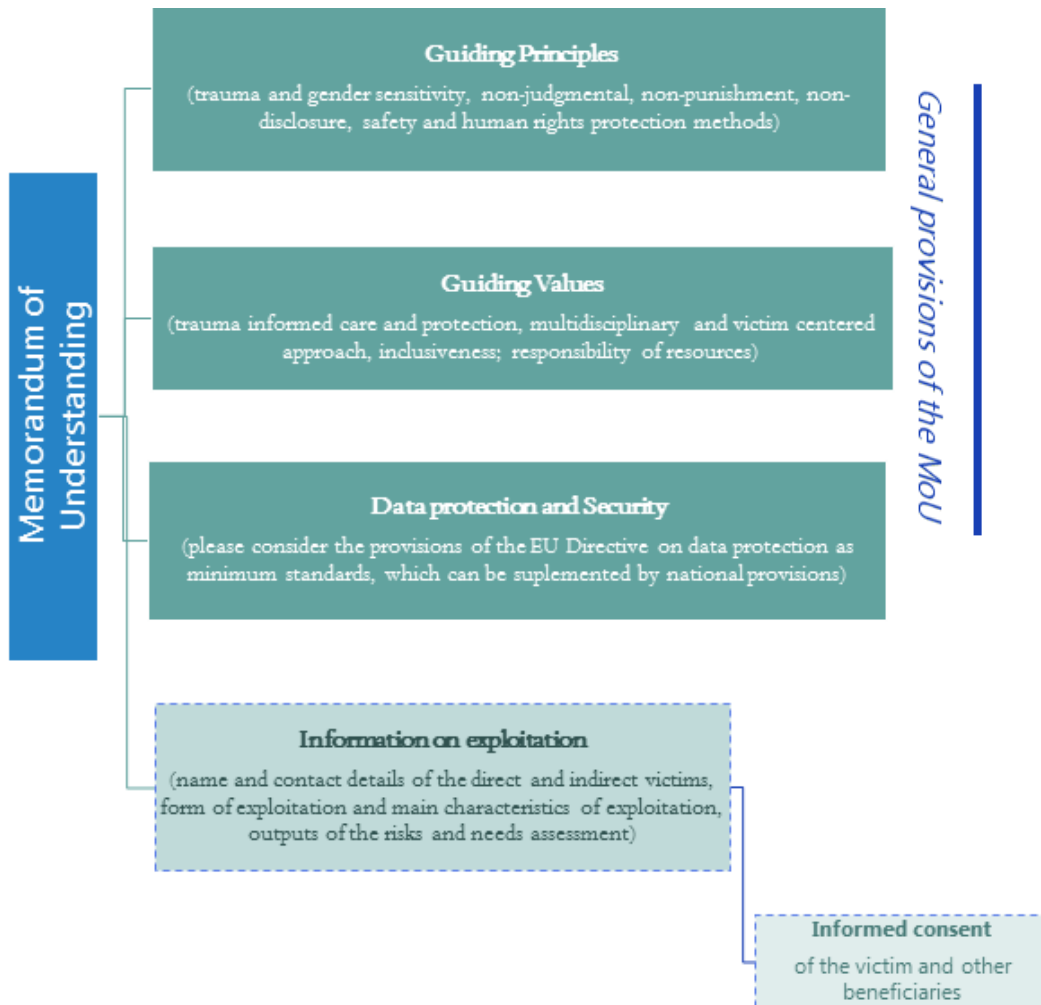 Memorandum of
Understanding
Guiding Principles
(trauma and gender sensitivity, non-judgmental, non-punishment, non-
disclosure, safety and human rights protection methods)
Guiding Values
(trauma informed care and protection, multidisciplinary and victim centered
approach, inclusiveness; responsibility of resources)
Data protection and Security
(please consider the provisions of the EU Directive on data protection as
minimum standards, which can be suplemented by national provisions)
General provisions of the MoU
Information on exploitation
(name and contact details of the direct and indirect victims,
form of exploitation and main characteristics of exploitation,
outputs of the risks and needs assessment)
Informed consent
of the victim and other
beneficiaries